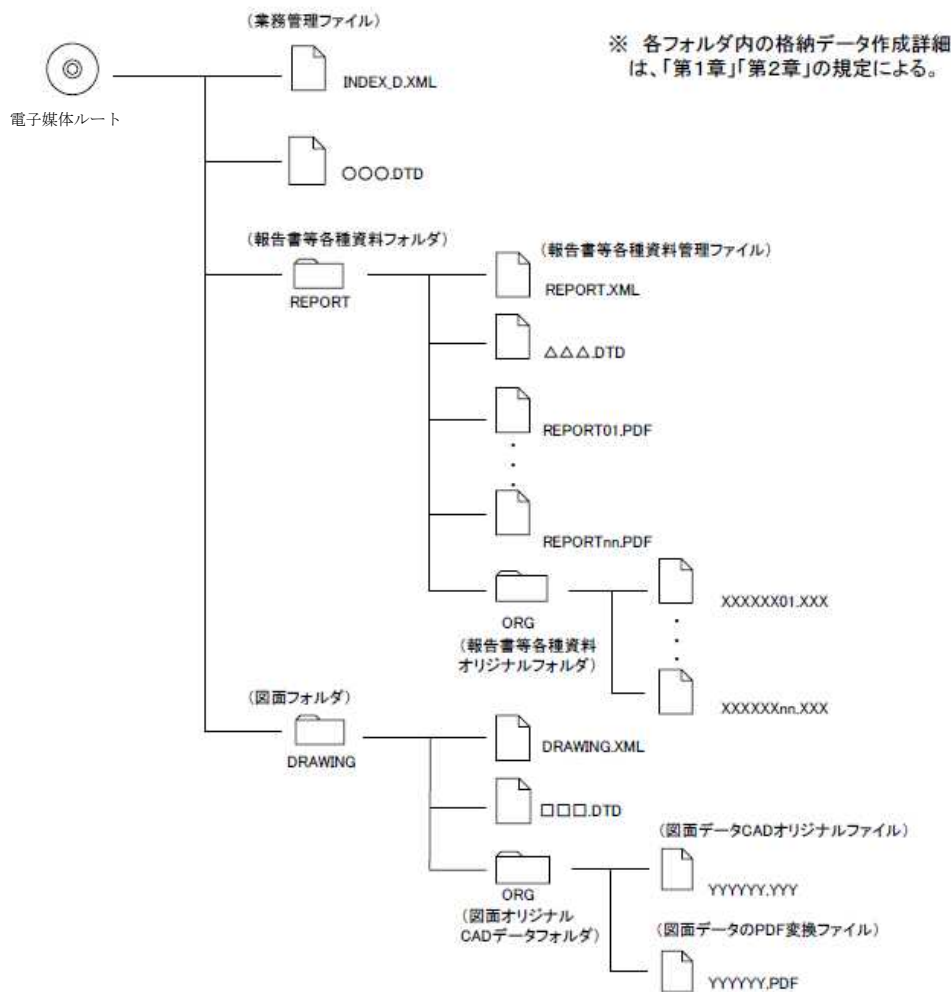 (業務管理ファイル)
INDEX_D.XML
※ 各フォルダ内の格納データ作成詳細
は、「第1章」「第2章」の規定による。
電子媒体ルート
○○○.DTD
(報告書等各種資料フォルダ)
REPORT
(報告書等各種資料管理ファイル)
REPORT.XML
△△△.DTD
REPORT01.PDF
REPORTnn.PDF
ORG
(報告書等各種資料
オリジナルフォルダ)
XXXXXX01.XXX
XXXXXXnn.XXX
(図面フォルダ)
DRAWING
DRAWING.XML
□□□.DTD
ORG
(図面オリジナル
CADデータフォルダ)
(図面データCADオリジナルファイル)
YYYYYY.YYY
(図面データのPDF変換ファイル)
YYYYYY.PDF